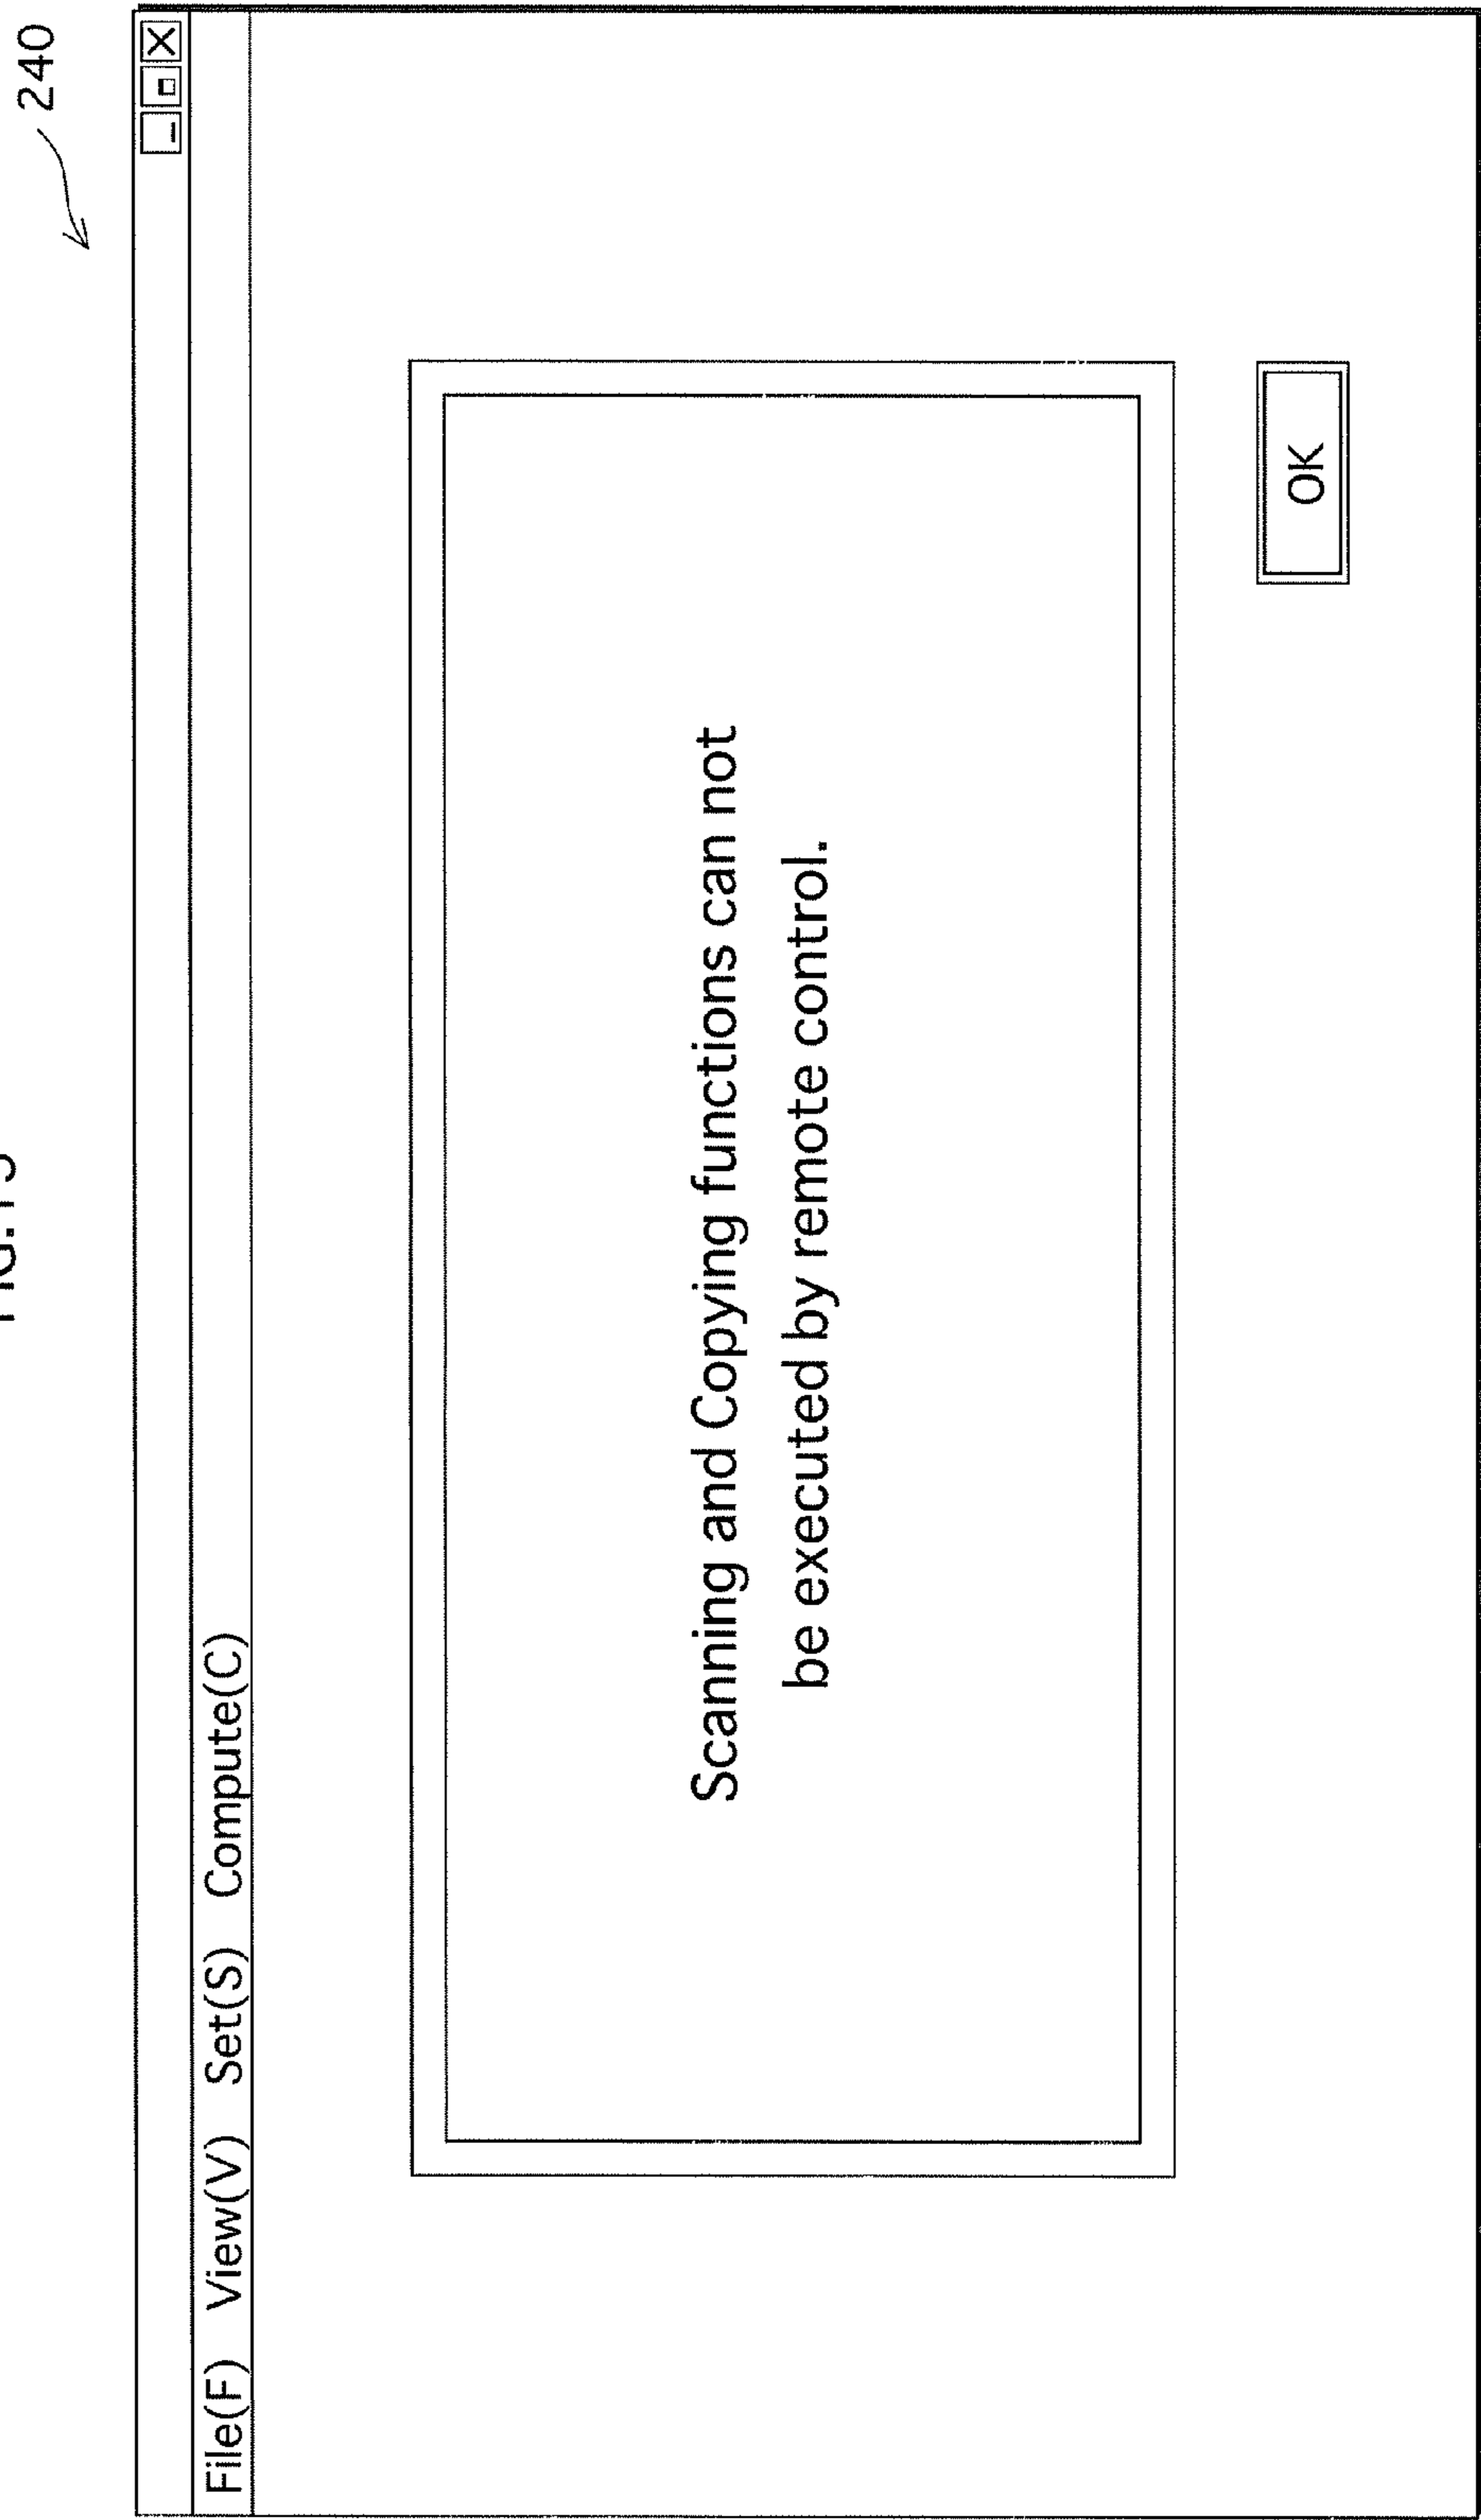 240
File(F) View(V) Set(S) Compute(C)
Scanning and Copying functions can not
be executed by remote control.
OK